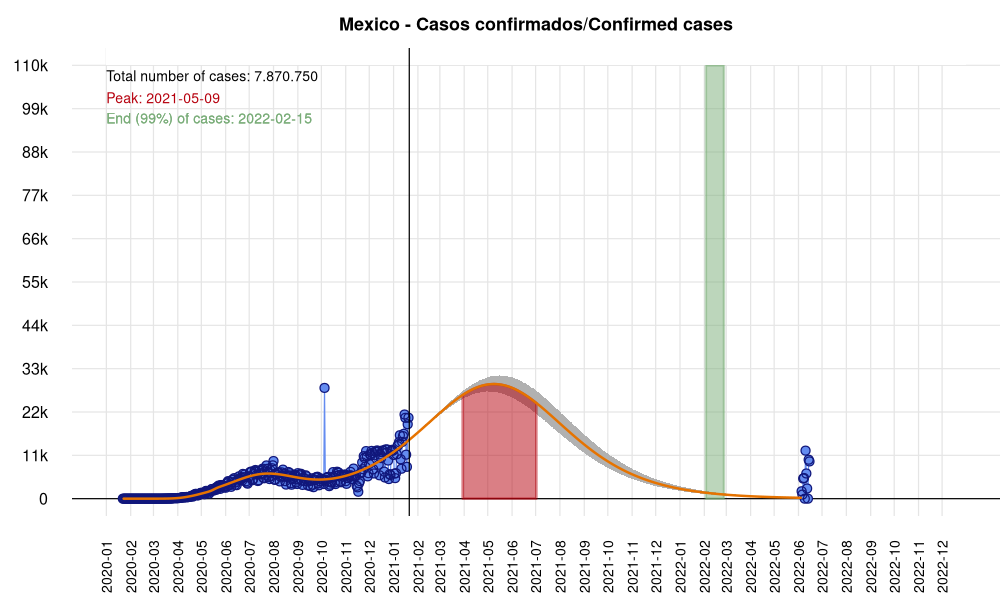 Mexico - Casos confirmados/Confirmed cases
Total number of cases: 7.870.750
Peak: 2021-05-09
End (99%) of cases: 2022-02-15
110k
99k
88k
77k
66k
55k
44k
33k
22k
11k
0
2020-01
2020-02
2020-03
2020-04
2020-05
2020-06
2020-07
2020-08
2020-09
2020-10
2020-11
2020-12
2021-01
2021-02
2021-03
2021-04
2021-05
2021-06
2021-07
2021-08
2021-09
2021-10
2021-11
2021-12
2022-01
2022-02
2022-03
2022-04
2022-05
2022-06
2022-07
2022-08
2022-09
2022-10
2022-11
2022-12